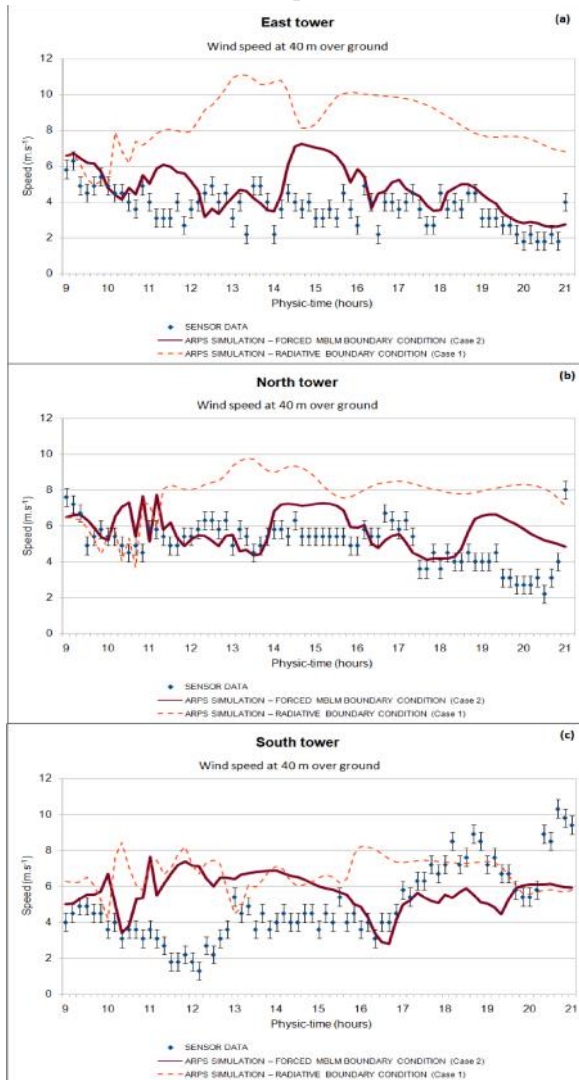 East tower
(a)
Wind speed at 40 m over ground
12
10
8
6
4
2
0
Speed (m.s⁻¹)
9 10 11 12 13 14 15 16 17 18 19 20 21
Physic-time (hours)
SENSOR DATA
ARPS SIMULATION – FORCED MBLM BOUNDARY CONDITION (Case 2)
ARPS SIMULATION – RADIATIVE BOUNDARY CONDITION (Case 1)
North tower
(b)
Wind speed at 40 m over ground
12
10
8
6
4
2
0
Speed (m.s⁻¹)
9 10 11 12 13 14 15 16 17 18 19 20 21
Physic-time (hours)
SENSOR DATA
ARPS SIMULATION – FORCED MBLM BOUNDARY CONDITION (Case 2)
ARPS SIMULATION – RADIATIVE BOUNDARY CONDITION (Case 1)
South tower
(c)
Wind speed at 40 m over ground
12
10
8
6
4
2
0
Speed (m.s⁻¹)
9 10 11 12 13 14 15 16 17 18 19 20 21
Physic-time (hours)
SENSOR DATA
ARPS SIMULATION – FORCED MBLM BOUNDARY CONDITION (Case 2)
ARPS SIMULATION – RADIATIVE BOUNDARY CONDITION (Case 1)